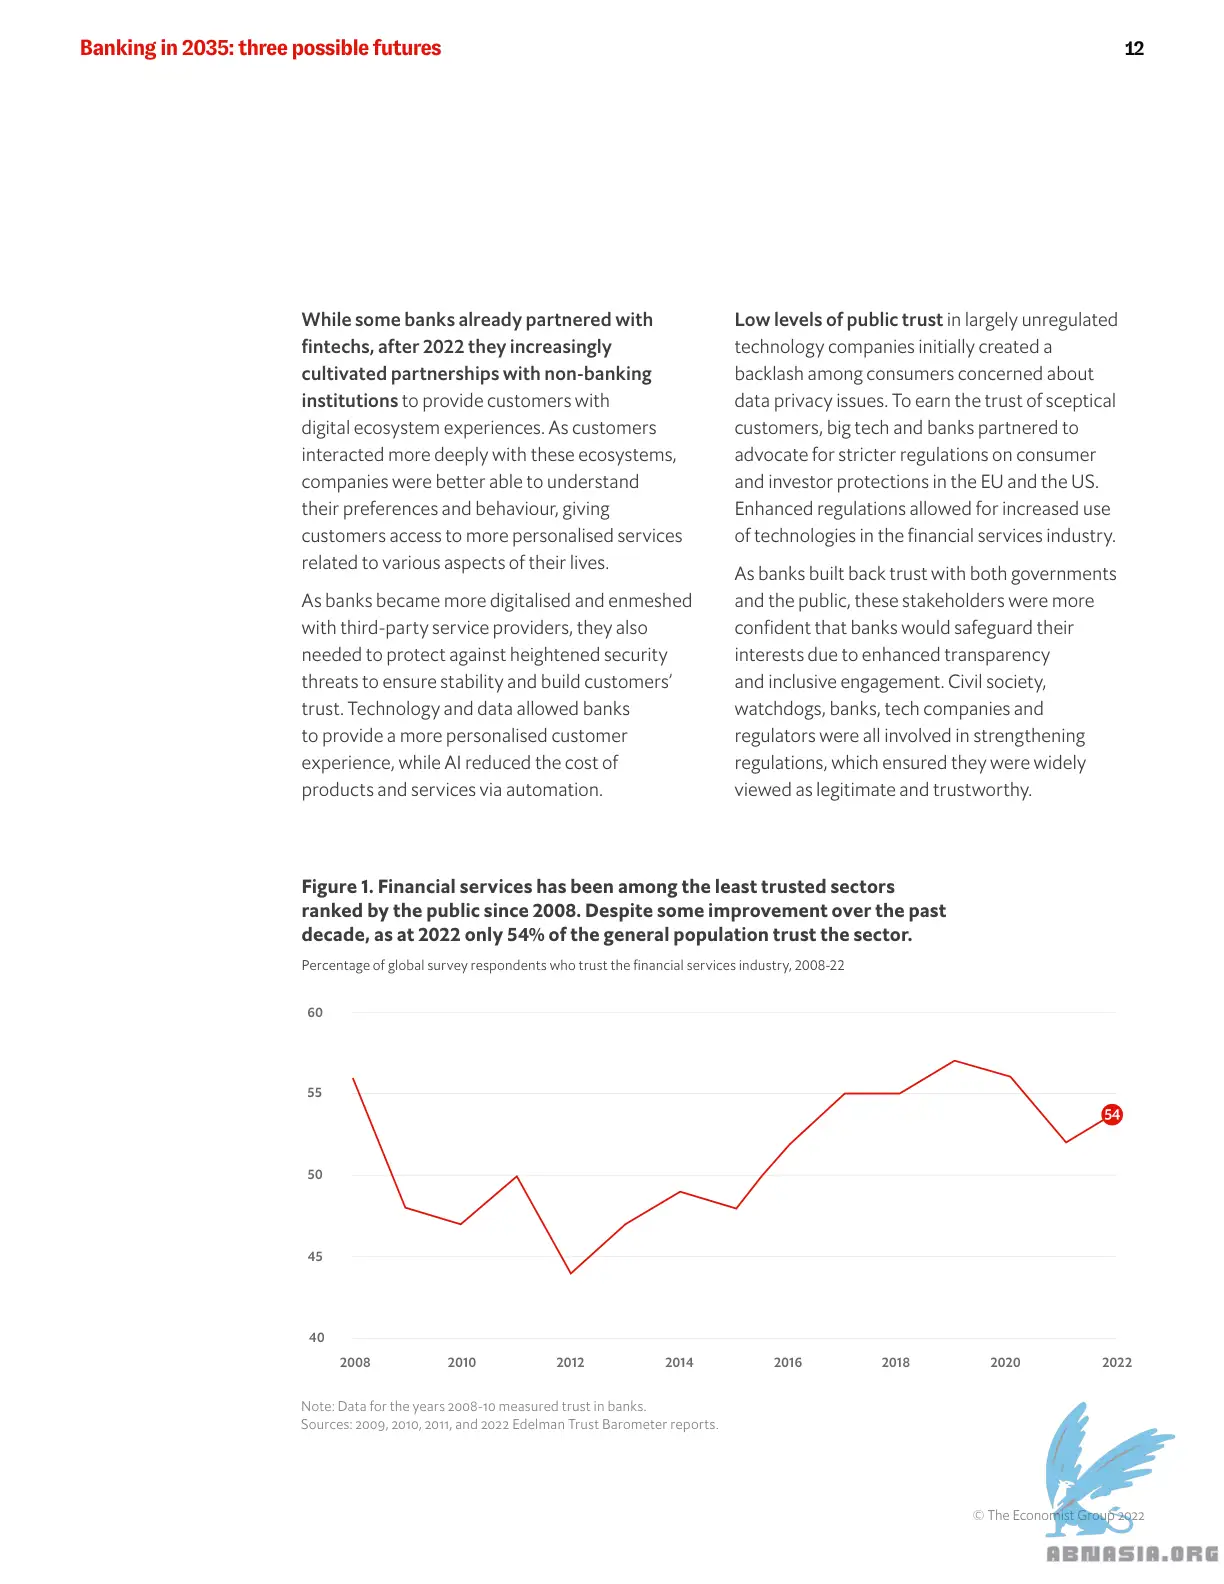 Banking in 2035: three possible futures
12
While some banks already partnered with
fintechs, after 2022 they increasingly
cultivated partnerships with non-banking
institutions to provide customers with
digital ecosystem experiences. As customers
interacted more deeply with these ecosystems,
companies were better able to understand
their preferences and behaviour, giving
customers access to more personalised services
related to various aspects of their lives.
As banks became more digitalised and enmeshed
with third-party service providers, they also
needed to protect against heightened security
threats to ensure stability and build customers’
trust. Technology and data allowed banks
to provide a more personalised customer
experience, while AI reduced the cost of
products and services via automation.
Low levels of public trust in largely unregulated
technology companies initially created a
backlash among consumers concerned about
data privacy issues. To earn the trust of sceptical
customers, big tech and banks partnered to
advocate for stricter regulations on consumer
and investor protections in the EU and the US.
Enhanced regulations allowed for increased use
of technologies in the financial services industry.
As banks built back trust with both governments
and the public, these stakeholders were more
confident that banks would safeguard their
interests due to enhanced transparency
and inclusive engagement. Civil society,
watchdogs, banks, tech companies and
regulators were all involved in strengthening
regulations, which ensured they were widely
viewed as legitimate and trustworthy.
Figure 1. Financial services has been among the least trusted sectors
ranked by the public since 2008. Despite some improvement over the past
decade, as at 2022 only 54% of the general population trust the sector.
Percentage of global survey respondents who trust the financial services industry, 2008-22
60
55
54
50
45
40
2008 2010 2012 2014 2016 2018 2020 2022
Note: Data for the years 2008-10 measured trust in banks.
Sources: 2009, 2010, 2011, and 2022 Edelman Trust Barometer reports.
© The Economist Group 2022
ABNASIA.ORG